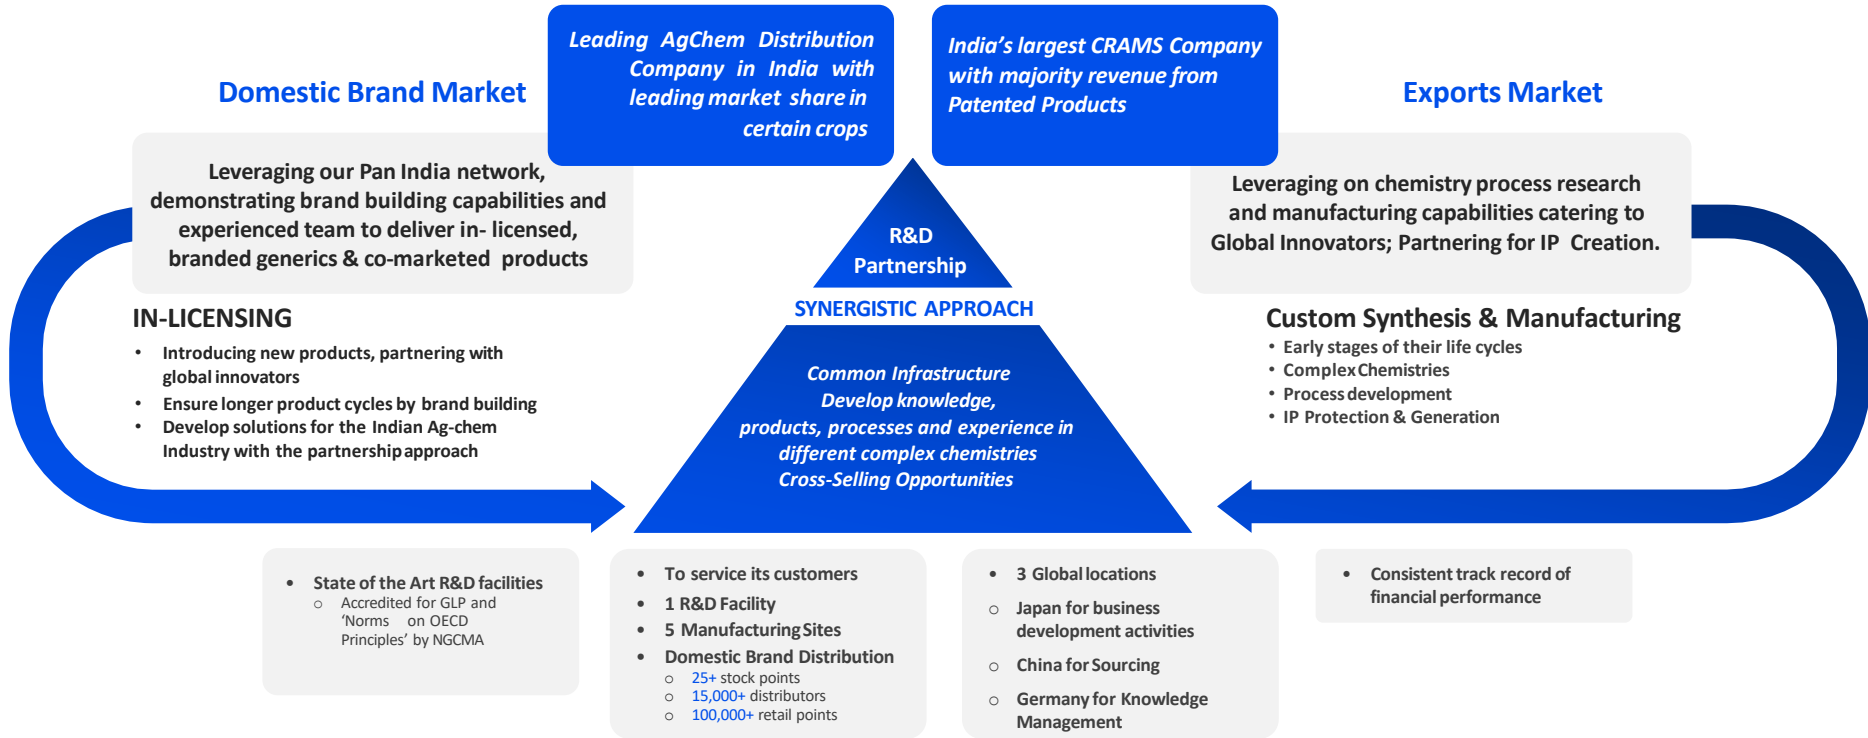 Domestic Brand Market
Leading AgChem Distribution
Company in India with
leading market share in
certain crops
India's largest CRAMS Company
with majority revenue from
Patented Products
Exports Market
Leveraging our Pan India network,
demonstrating brand building capabilities and
experienced team to deliver in- licensed,
branded generics & co-marketed products
IN-LICENSING
• Introducing new products, partnering with
global innovators
• Ensure longer product cycles by brand building
• Develop solutions for the Indian Ag-chem
Industry with the partnership approach
R&D
Partnership
SYNERGISTIC APPROACH
Common Infrastructure
Develop knowledge,
products, processes and experience in
different complex chemistries
Cross-Selling Opportunities
Leveraging on chemistry process research
and manufacturing capabilities catering to
Global Innovators; Partnering for IP Creation.
Custom Synthesis & Manufacturing
• Early stages of their life cycles
• Complex Chemistries
• Process development
• IP Protection & Generation
• State of the Art R&D facilities
○ Accredited for GLP and
'Norms on OECD
Principles' by NGCMA
• To service its customers
• 1 R&D Facility
• 5 Manufacturing Sites
• Domestic Brand Distribution
○ 25+ stock points
○ 15,000+ distributors
○ 100,000+ retail points
• 3 Global locations
○ Japan for business
development activities
○ China for Sourcing
○ Germany for Knowledge
Management
• Consistent track record of
financial performance